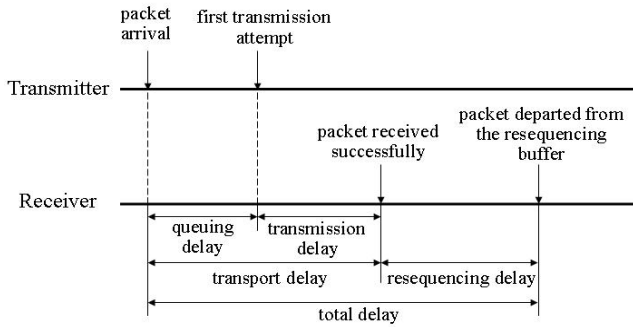 packet
arrival
first transmission
attempt
Transmitter
packet received
successfully
packet departed from
the resequencing
buffer
Receiver
queuing
delay
transmission
delay
transport delay
resequencing delay
total delay